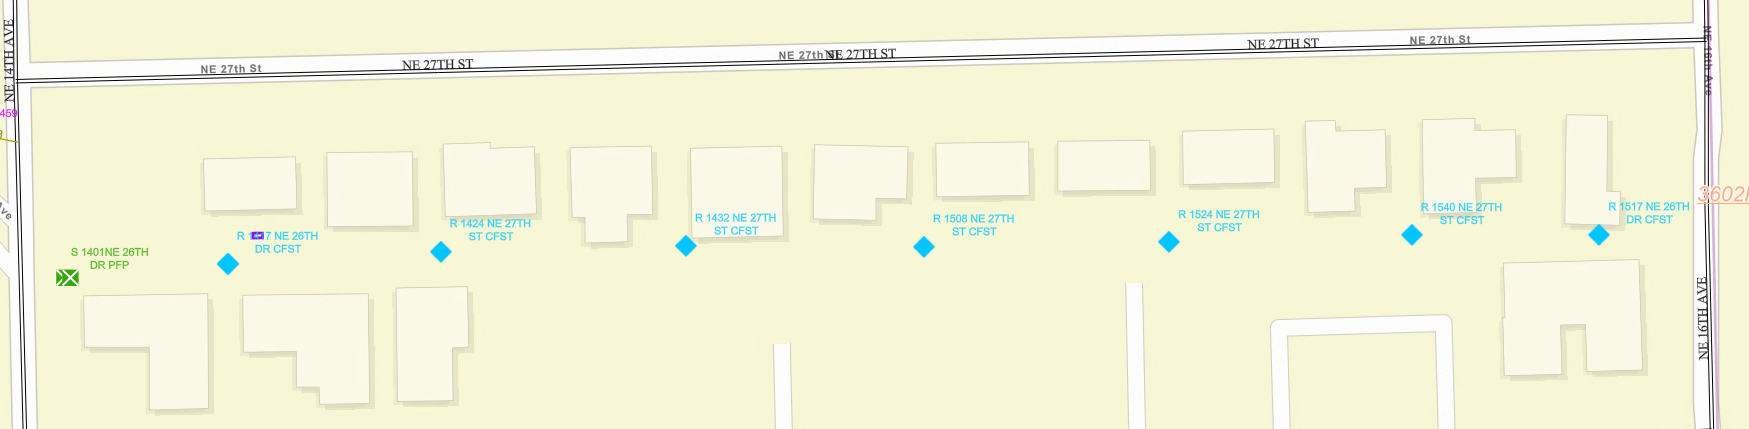 NE 14TH AVE
NE 27th St
NE 27TH ST
NE 27th St
NE 27TH ST
NE 27TH ST
NE 27th St
NE 16th Ave
459
3
Ave
S 1401NE 26TH
DR PFP
NE 26TH
DR CFST
R 1424 NE 27TH
ST CFST
R 1432 NE 27TH
ST CFST
R 1508 NE 27TH
ST CFST
R 1524 NE 27TH
ST CFST
R 1540 NE 27TH
ST CFST
R 1517 NE 26TH
DR CFST
3602
NE 16TH AVE